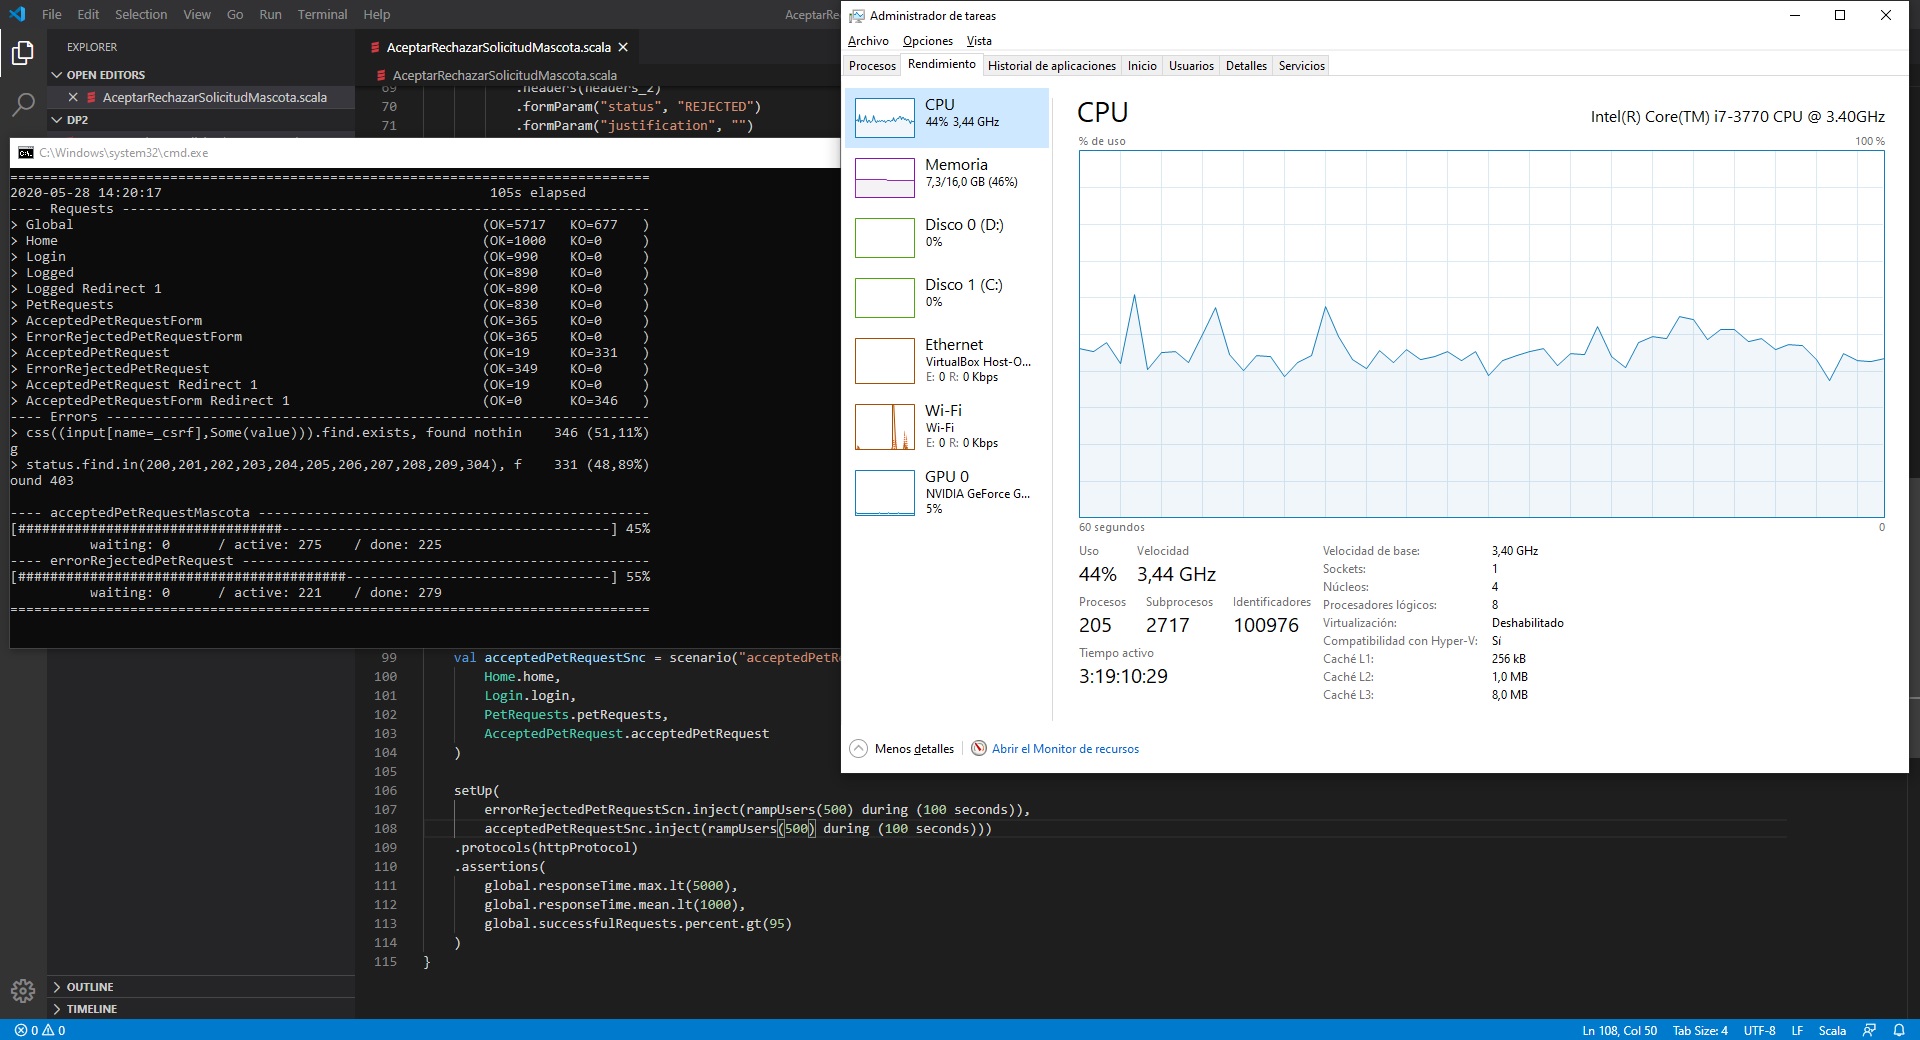 File Edit Selection View Go Run Terminal Help AceptarRe
EXPLORER
OPEN EDITORS
AceptarRechazarSolicitudMascota.scala
DP2
AceptarRechazarSolicitudMascota.scala
AceptarRechazarSolicitudMascota.scala
69 .headers(headers_2)
70 .formParam("status", "REJECTED")
71 .formParam("justification", "")
C:\Windows\system32\cmd.exe
================================================================================
2020-05-28 14:20:17 105s elapsed
---- Requests ------------------------------------------------------------------
> Global (OK=5717 KO=677 )
> Home (OK=1000 KO=0 )
> Login (OK=990 KO=0 )
> Logged (OK=890 KO=0 )
> Logged Redirect 1 (OK=890 KO=0 )
> PetRequests (OK=830 KO=0 )
> AcceptedPetRequestForm (OK=365 KO=0 )
> ErrorRejectedPetRequestForm (OK=365 KO=0 )
> AcceptedPetRequest (OK=19 KO=331 )
> ErrorRejectedPetRequest (OK=349 KO=0 )
> AcceptedPetRequest Redirect 1 (OK=19 KO=0 )
> AcceptedPetRequestForm Redirect 1 (OK=0 KO=346 )
---- Errors --------------------------------------------------------------------
> css((input[name=_csrf],Some(value))).find.exists, found nothin 346 (51,11%)
g
> status.find.in(200,201,202,203,204,205,206,207,208,209,304), f 331 (48,89%)
ound 403
---- acceptedPetRequestMascota -------------------------------------------------
[#################################-----------------------------------------] 45%
waiting: 0 / active: 275 / done: 225
---- errorRejectedPetRequest ---------------------------------------------------
[#########################################---------------------------------] 55%
waiting: 0 / active: 221 / done: 279
================================================================================
99 val acceptedPetRequestSnc = scenario("acceptedPetR
100 Home.home,
101 Login.login,
102 PetRequests.petRequests,
103 AcceptedPetRequest.acceptedPetRequest
104 )
105
106 setUp(
107 errorRejectedPetRequestScn.inject(rampUsers(500) during (100 seconds)),
108 acceptedPetRequestSnc.inject(rampUsers(500) during (100 seconds)))
109 .protocols(httpProtocol)
110 .assertions(
111 global.responseTime.max.lt(5000),
112 global.responseTime.mean.lt(1000),
113 global.successfulRequests.percent.gt(95)
114 )
115 }
OUTLINE
TIMELINE
0 0
Ln 108, Col 50 Tab Size: 4 UTF-8 LF Scala
Administrador de tareas
Archivo Opciones Vista
Procesos Rendimiento Historial de aplicaciones Inicio Usuarios Detalles Servicios
CPU
44% 3,44 GHz
Memoria
7,3/16,0 GB (46%)
Disco 0 (D:)
0%
Disco 1 (C:)
0%
Ethernet
VirtualBox Host-O...
E: 0 R: 0 Kbps
Wi-Fi
Wi-Fi
E: 0 R: 0 Kbps
GPU 0
NVIDIA GeForce G...
5%
CPU Intel(R) Core(TM) i7-3770 CPU @ 3.40GHz
% de uso 100 %
60 segundos 0
Uso Velocidad
44% 3,44 GHz
Procesos Subprocesos Identificadores
205 2717 100976
Tiempo activo
3:19:10:29
Velocidad de base: 3,40 GHz
Sockets: 1
Núcleos: 4
Procesadores lógicos: 8
Virtualización: Deshabilitado
Compatibilidad con Hyper-V: Sí
Caché L1: 256 kB
Caché L2: 1,0 MB
Caché L3: 8,0 MB
Menos detalles Abrir el Monitor de recursos